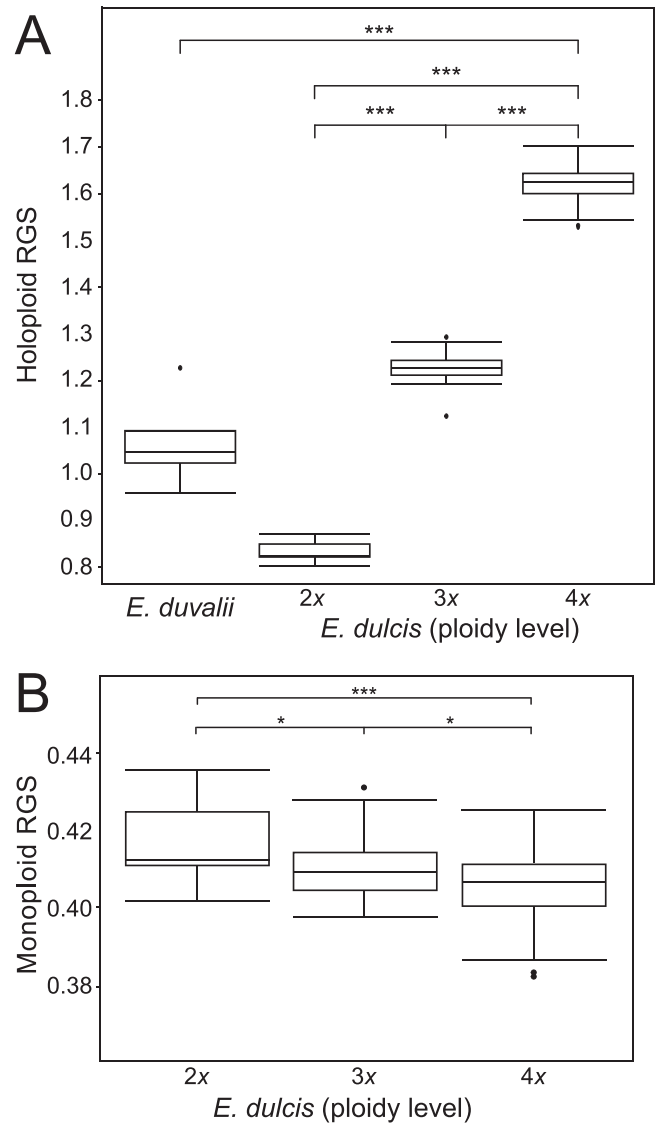 A
***
***
*** ***
1.8
1.7
1.6
1.5
1.4
1.3
1.2
1.1
1.0
0.9
0.8
Holoploid RGS
E. duvalii
2x 3x 4x
E. dulcis (ploidy level)
B
***
* *
0.44
0.42
0.40
0.38
Monoploid RGS
2x 3x 4x
E. dulcis (ploidy level)